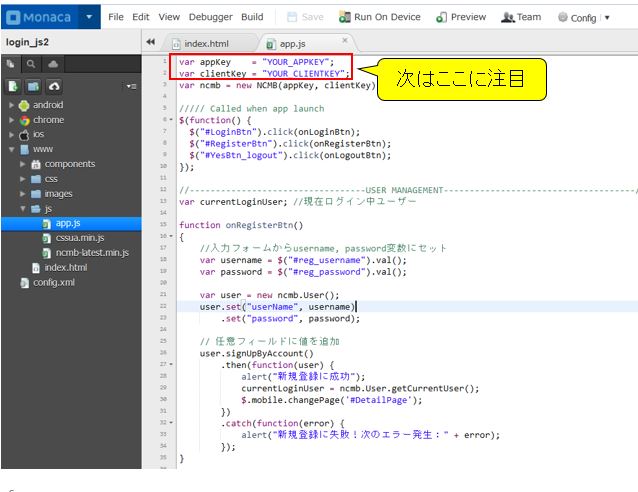 Monaca File Edit View Debugger Build Save Run On Device Preview Team Config
login_js2 index.html app.js
android
chrome
ios
www
components
css
images
js
app.js
cssua.min.js
ncmb-latest.min.js
index.html
config.xml
次はここに注目
1 var appKey    = "YOUR_APPKEY";
2 var clientKey = "YOUR_CLIENTKEY";
3 var ncmb = new NCMB(appKey, clientKey)
4
5 ///// Called when app launch
6 $(function() {
7   $("#LoginBtn").click(onLoginBtn);
8   $("#RegisterBtn").click(onRegisterBtn);
9   $("#YesBtn_logout").click(onLogoutBtn);
10 });
11
12 //----------------------------------USER MANAGEMENT-------------------------------------/
13 var currentLoginUser; //現在ログイン中ユーザー
14
15 function onRegisterBtn()
16 {
17     //入力フォームからusername, password変数にセット
18     var username = $("#reg_username").val();
19     var password = $("#reg_password").val();
20
21     var user = new ncmb.User();
22     user.set("userName", username)
23         .set("password", password);
24
25     // 任意フィールドに値を追加
26     user.signUpByAccount()
27         .then(function(user) {
28             alert("新規登録に成功");
29             currentLoginUser = ncmb.User.getCurrentUser();
30             $.mobile.changePage('#DetailPage');
31         })
32         .catch(function(error) {
33             alert("新規登録に失敗！次のエラー発生：" + error);
34         });
35 }